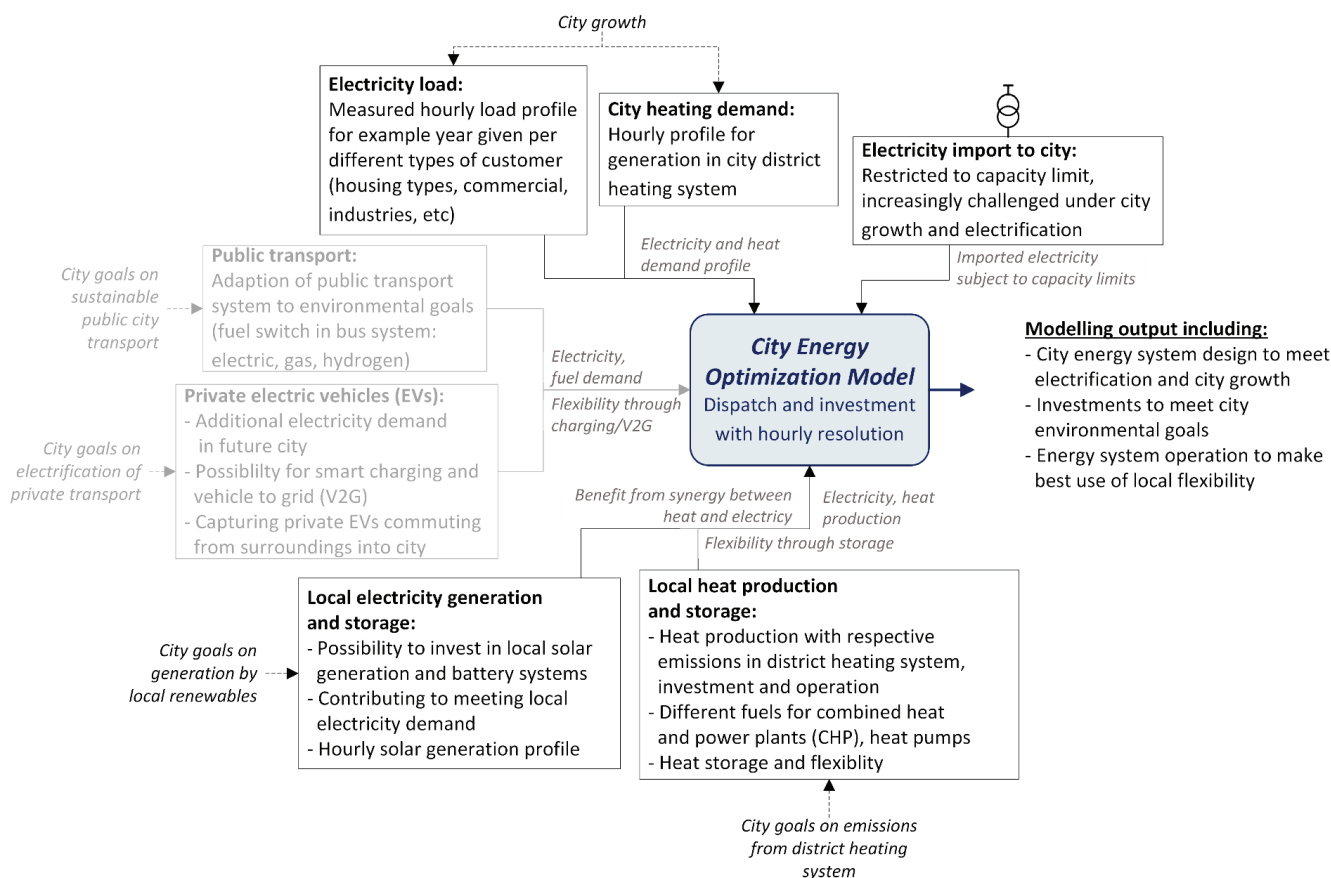 City growth
Electricity load:
Measured hourly load profile
for example year given per
different types of customer
(housing types, commercial,
industries, etc)
City heating demand:
Hourly profile for
generation in city district
heating system
Electricity import to city:
Restricted to capacity limit,
increasingly challenged under city
growth and electrification
Electricity and heat
demand profile
Imported electricity
subject to capacity limits
City goals on
sustainable
public city
transport
Public transport:
Adaption of public transport
system to environmental goals
(fuel switch in bus system:
electric, gas, hydrogen)
City goals on
electrification of
private transport
Private electric vehicles (EVs):
- Additional electricity demand
in future city
- Possiblilty for smart charging and
vehicle to grid (V2G)
- Capturing private EVs commuting
from surroundings into city
Electricity,
fuel demand
Flexibility through
charging/V2G
City Energy
Optimization Model
Dispatch and investment
with hourly resolution
Modelling output including:
- City energy system design to meet
electrification and city growth
- Investments to meet city
environmental goals
- Energy system operation to make
best use of local flexibility
Benefit from synergy between
heat and electricy
Electricity, heat
production
Flexibility through storage
City goals on
generation by
local renewables
Local electricity generation
and storage:
- Possibility to invest in local solar
generation and battery systems
- Contributing to meeting local
electricity demand
- Hourly solar generation profile
Local heat production
and storage:
- Heat production with respective
emissions in district heating system,
investment and operation
- Different fuels for combined heat
and power plants (CHP), heat pumps
- Heat storage and flexiblity
City goals on emissions
from district heating
system